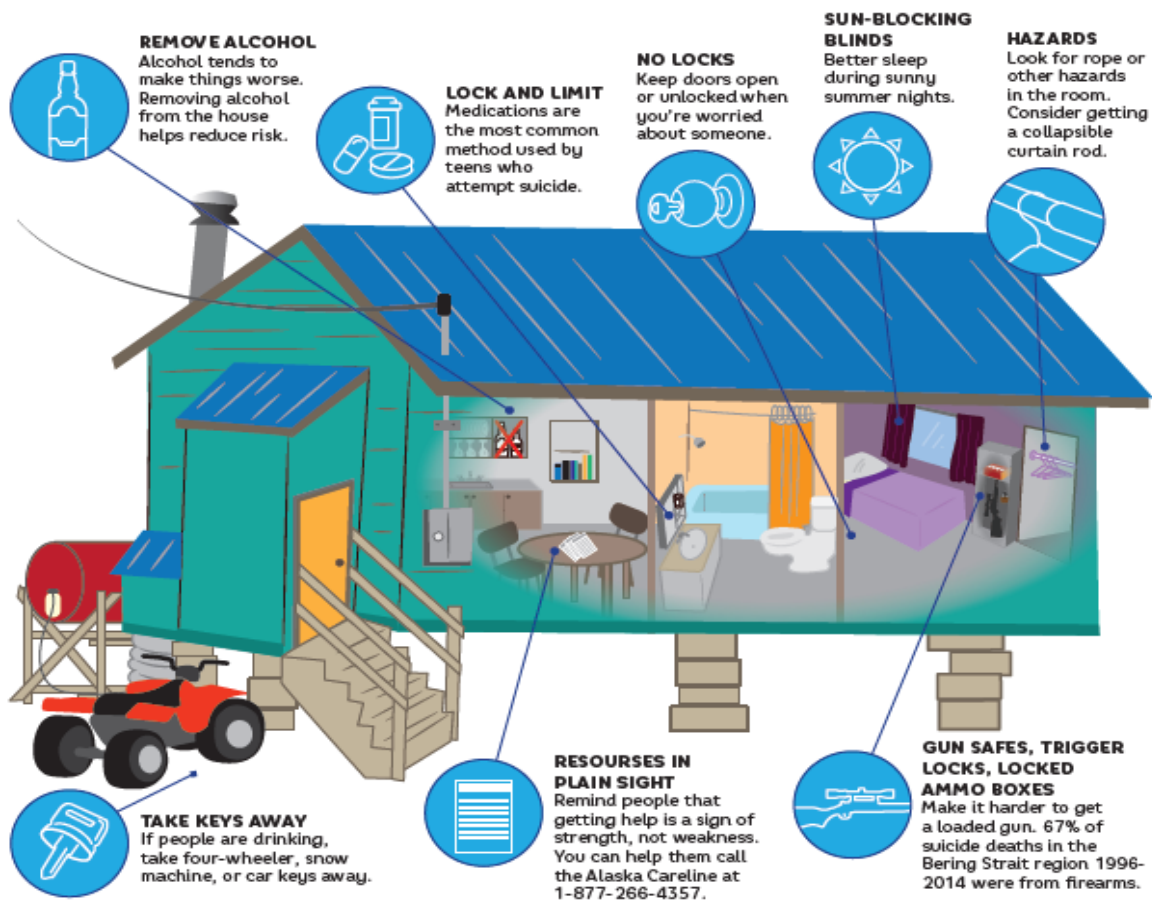 REMOVE ALCOHOL
Alcohol tends to
make things worse.
Removing alcohol
from the house
helps reduce risk.
LOCK AND LIMIT
Medications are
the most common
method used by
teens who
attempt suicide.
NO LOCKS
Keep doors open
or unlocked when
you're worried
about someone.
SUN-BLOCKING
BLINDS
Better sleep
during sunny
summer nights.
HAZARDS
Look for rope or
other hazards
in the room.
Consider getting
a collapsible
curtain rod.
TAKE KEYS AWAY
If people are drinking,
take four-wheeler, snow
machine, or car keys away.
RESOURSES IN
PLAIN SIGHT
Remind people that
getting help is a sign of
strength, not weakness.
You can help them call
the Alaska Careline at
1-877-266-4357.
GUN SAFES, TRIGGER
LOCKS, LOCKED
AMMO BOXES
Make it harder to get
a loaded gun. 67% of
suicide deaths in the
Bering Strait region 1996-
2014 were from firearms.